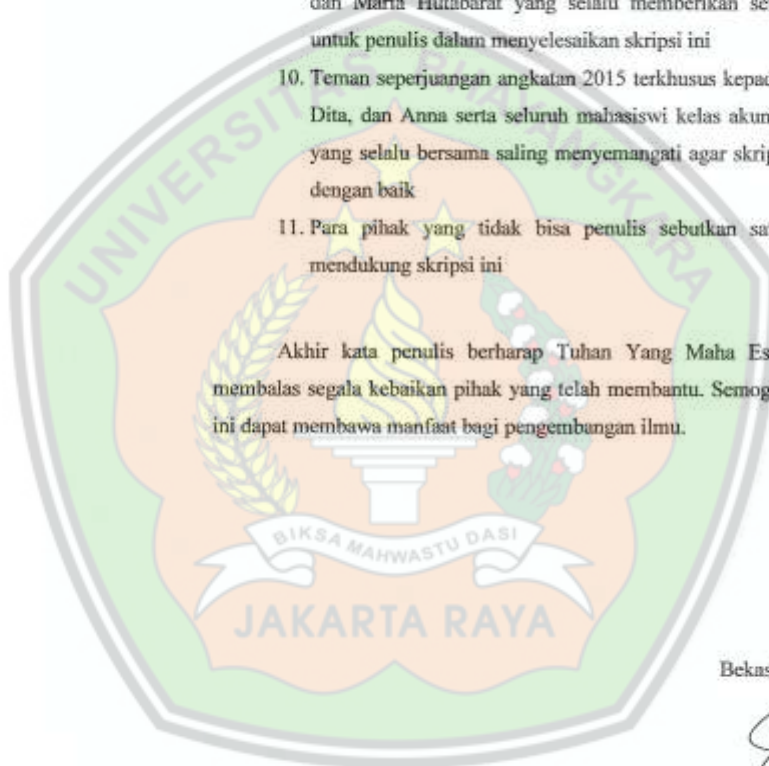 dan Maria Hutabarat yang selalu memberikan se
untuk penulis dalam menyelesaikan skripsi ini
10. Teman seperjuangan angkatan 2015 terkhusus kepad
Dita, dan Anna serta seluruh mahasiswi kelas akun
yang selalu bersama saling menyemangati agar skrip
dengan baik
11. Para pihak yang tidak bisa penulis sebutkan sat
mendukung skripsi ini
Akhir kata penulis berharap Tuhan Yang Maha Es
membalas segala kebaikan pihak yang telah membantu. Semog
ini dapat membawa manfaat bagi pengembangan ilmu.
UNIVERSITAS BHAYANGKARA
BIKSA MAHWASTU DASI
JAKARTA RAYA
Bekas